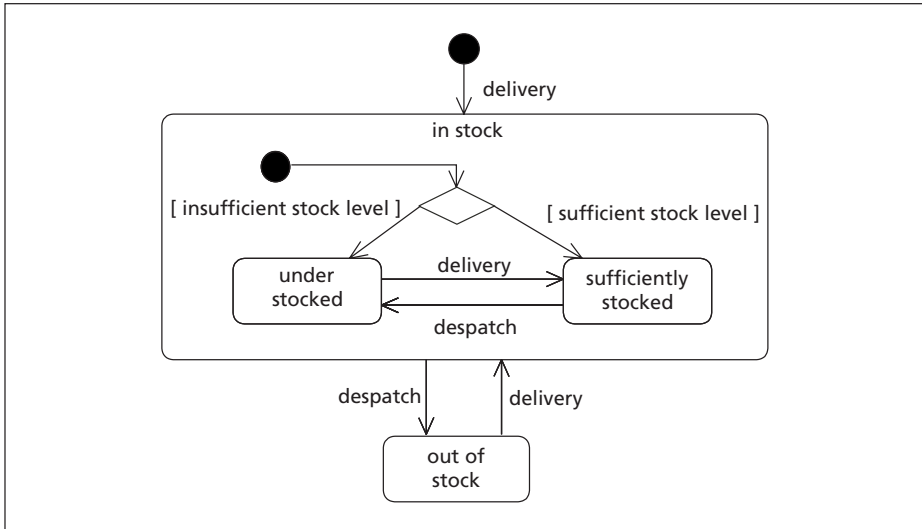 delivery
in stock
[ insufficient stock level ]
[ sufficient stock level ]
under
stocked
delivery
sufficiently
stocked
despatch
despatch
delivery
out of
stock